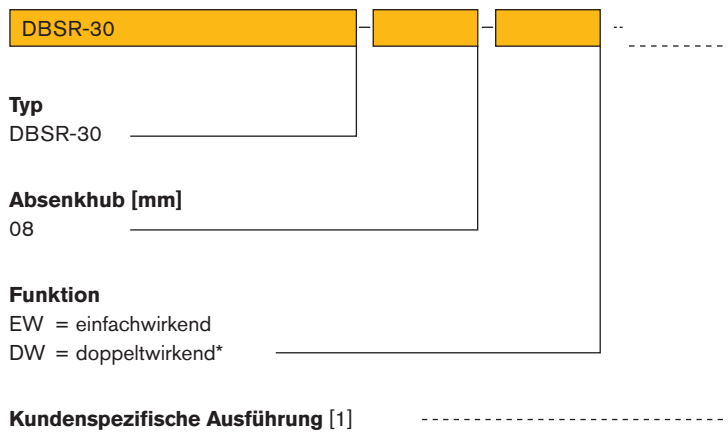 DBSR-30
Typ
DBSR-30
Absenkhub [mm]
08
Funktion
EW = einfachwirkend
DW = doppeltwirkend*
Kundenspezifische Ausführung [1]